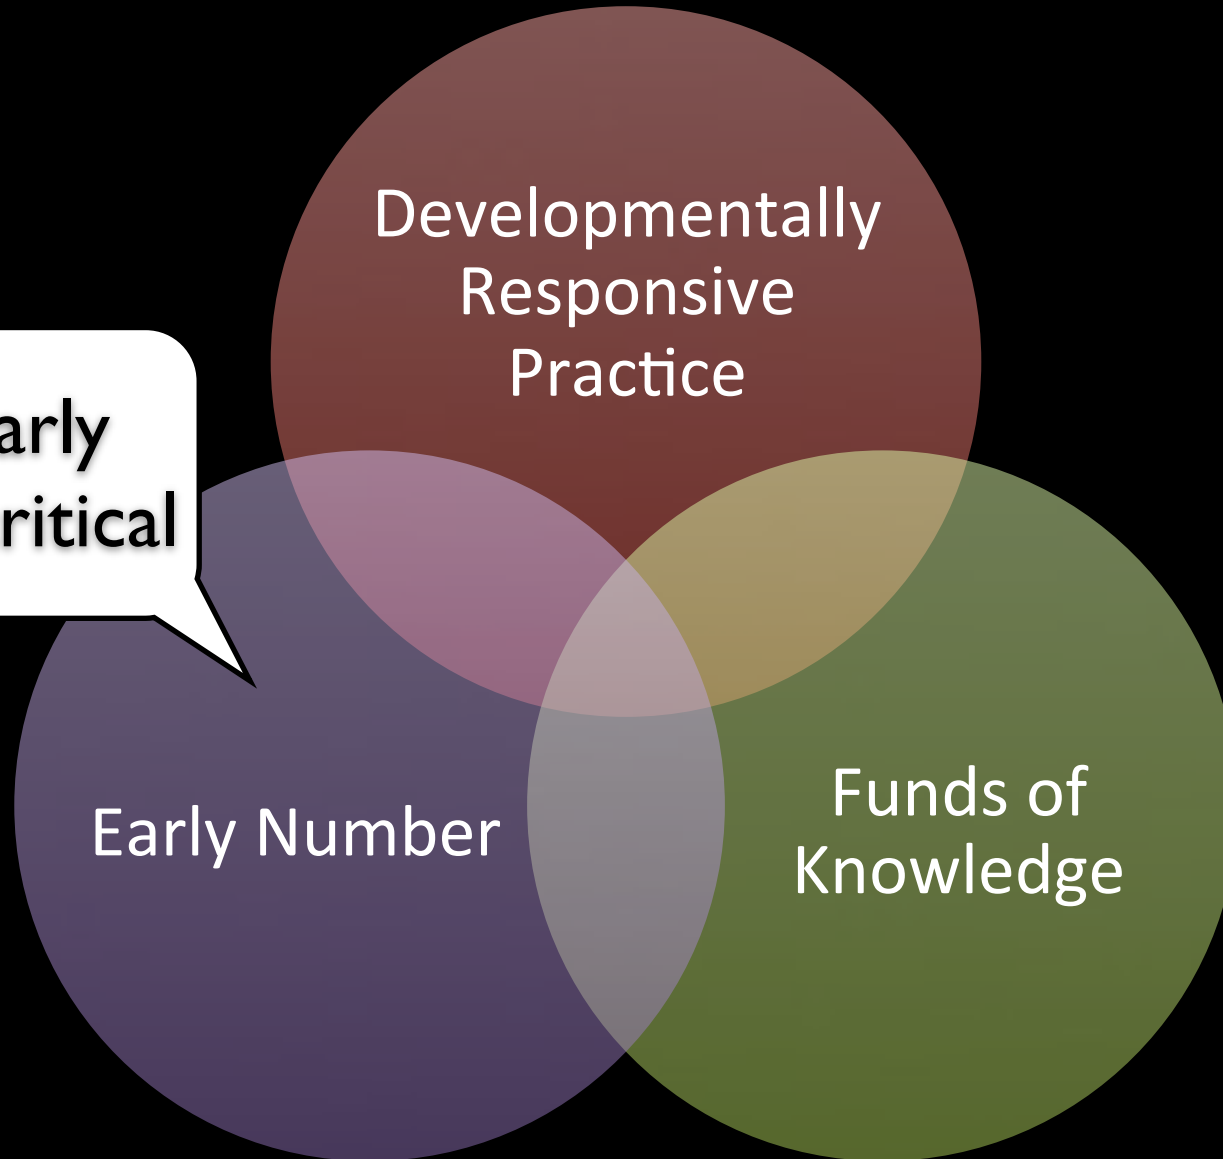 Developmentally
Responsive
Practice
arly
ritical
Early Number
Funds of
Knowledge